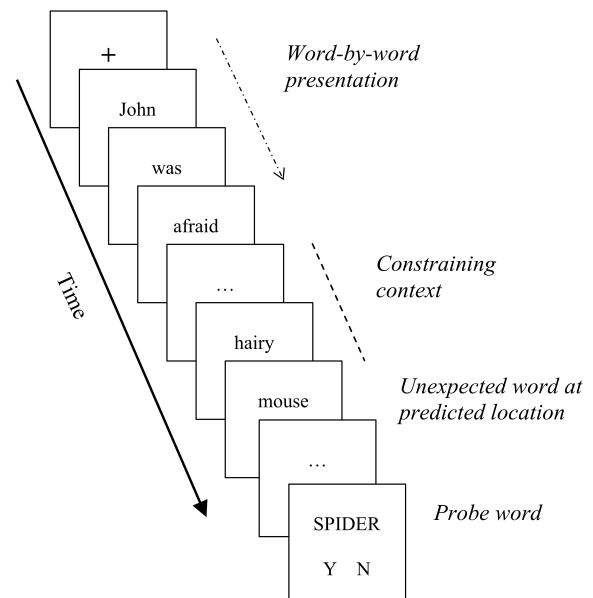 +
Word-by-word
presentation
John
was
afraid
Constraining
context
…
Time
hairy
Unexpected word at
predicted location
mouse
…
Probe word
SPIDER
Y N